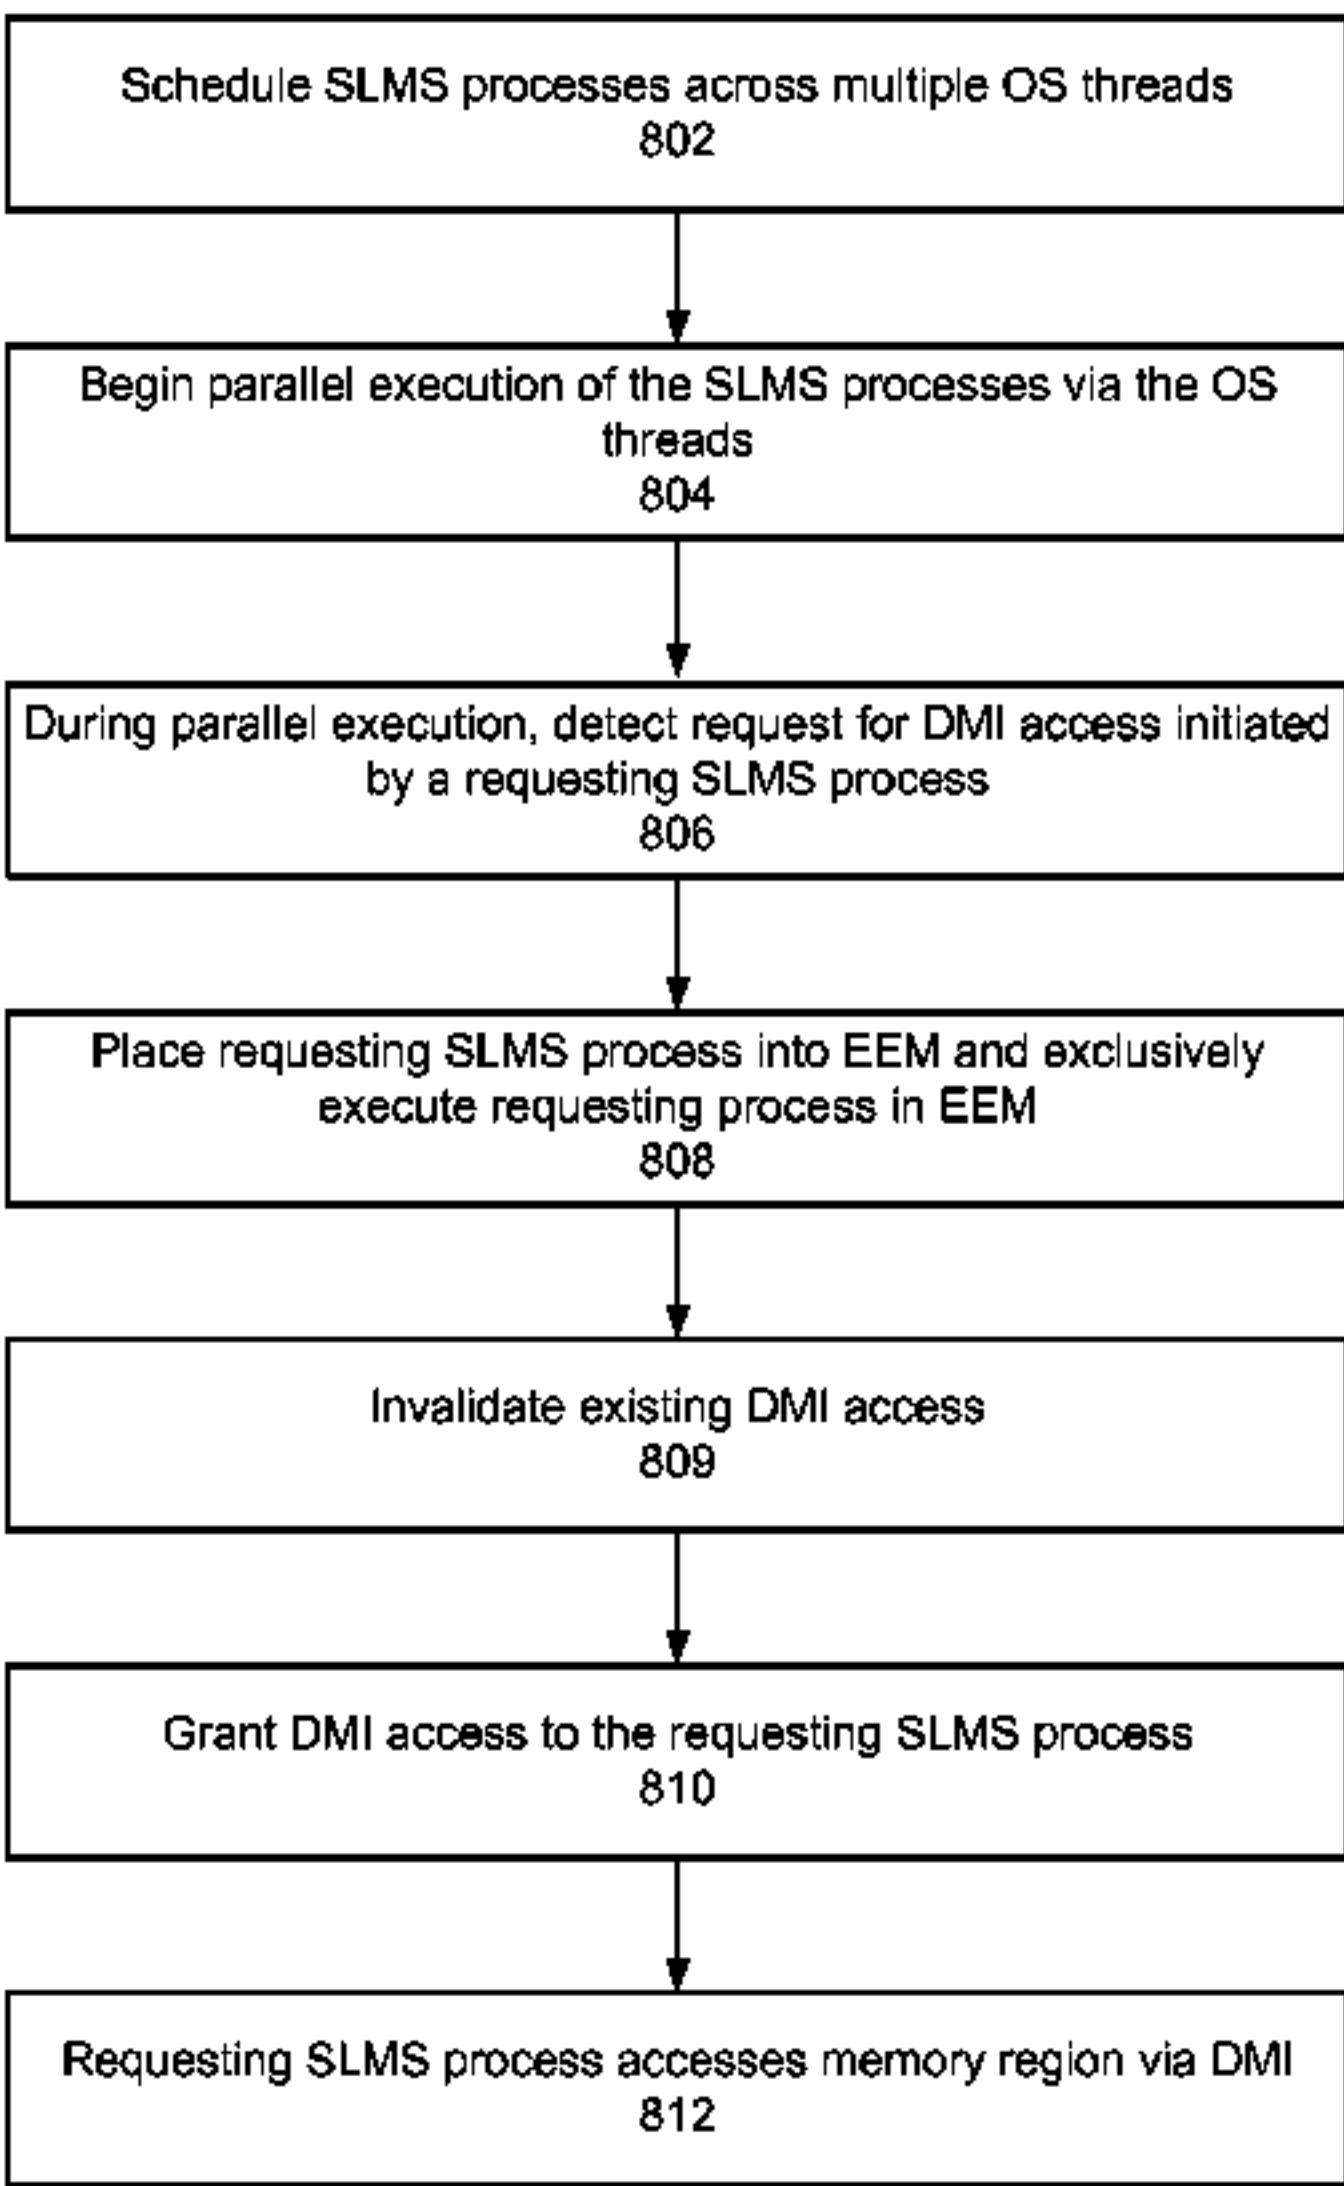 Schedule SLMS processes across multiple OS threads
802
Begin parallel execution of the SLMS processes via the OS
threads
804
During parallel execution, detect request for DMI access initiated
by a requesting SLMS process
806
Place requesting SLMS process into EEM and exclusively
execute requesting process in EEM
808
Invalidate existing DMI access
809
Grant DMI access to the requesting SLMS process
810
Requesting SLMS process accesses memory region via DMI
812